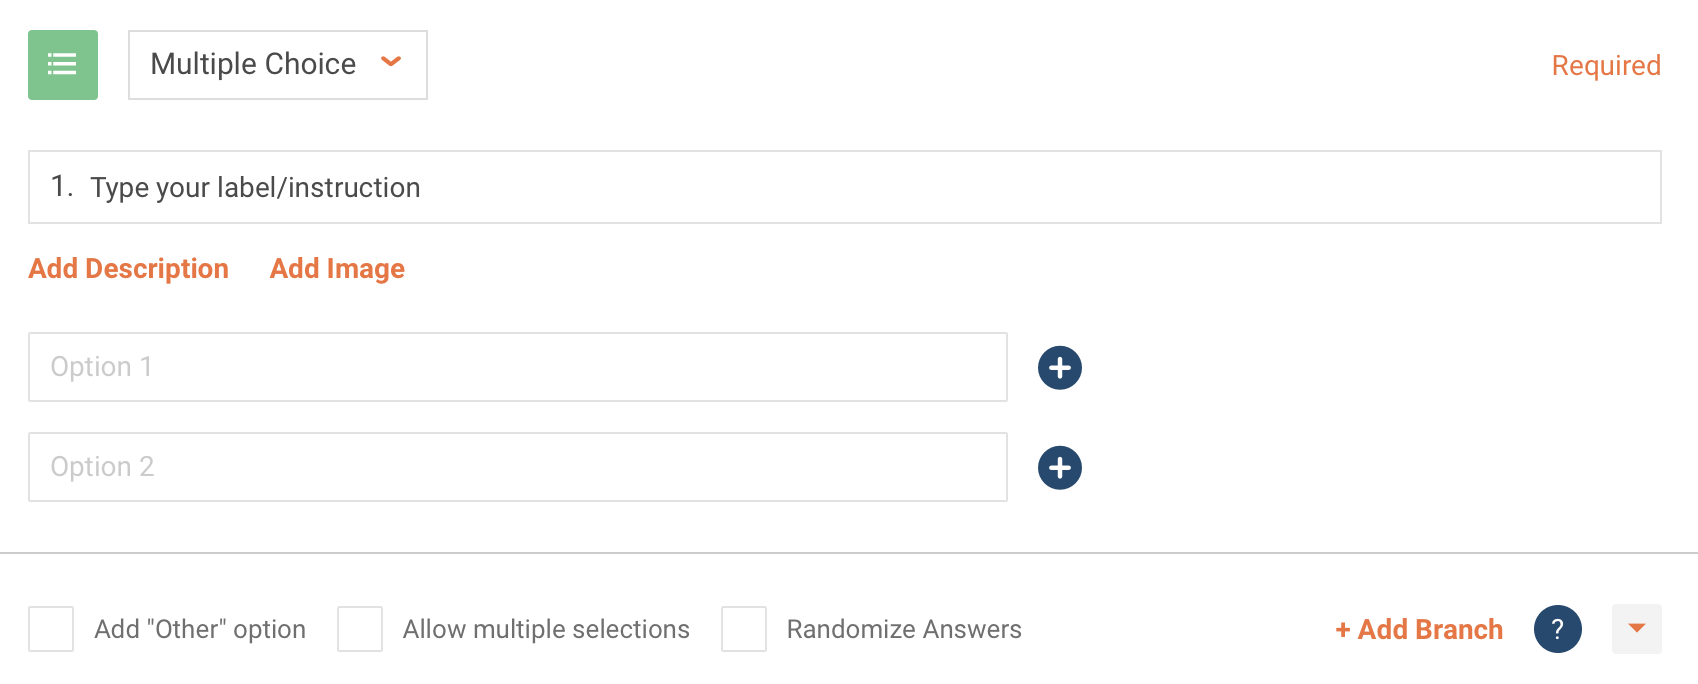 Multiple Choice
Required
1. Type your label/instruction
Add Description Add Image
Option 1
Option 2
Add "Other" option Allow multiple selections Randomize Answers + Add Branch ?